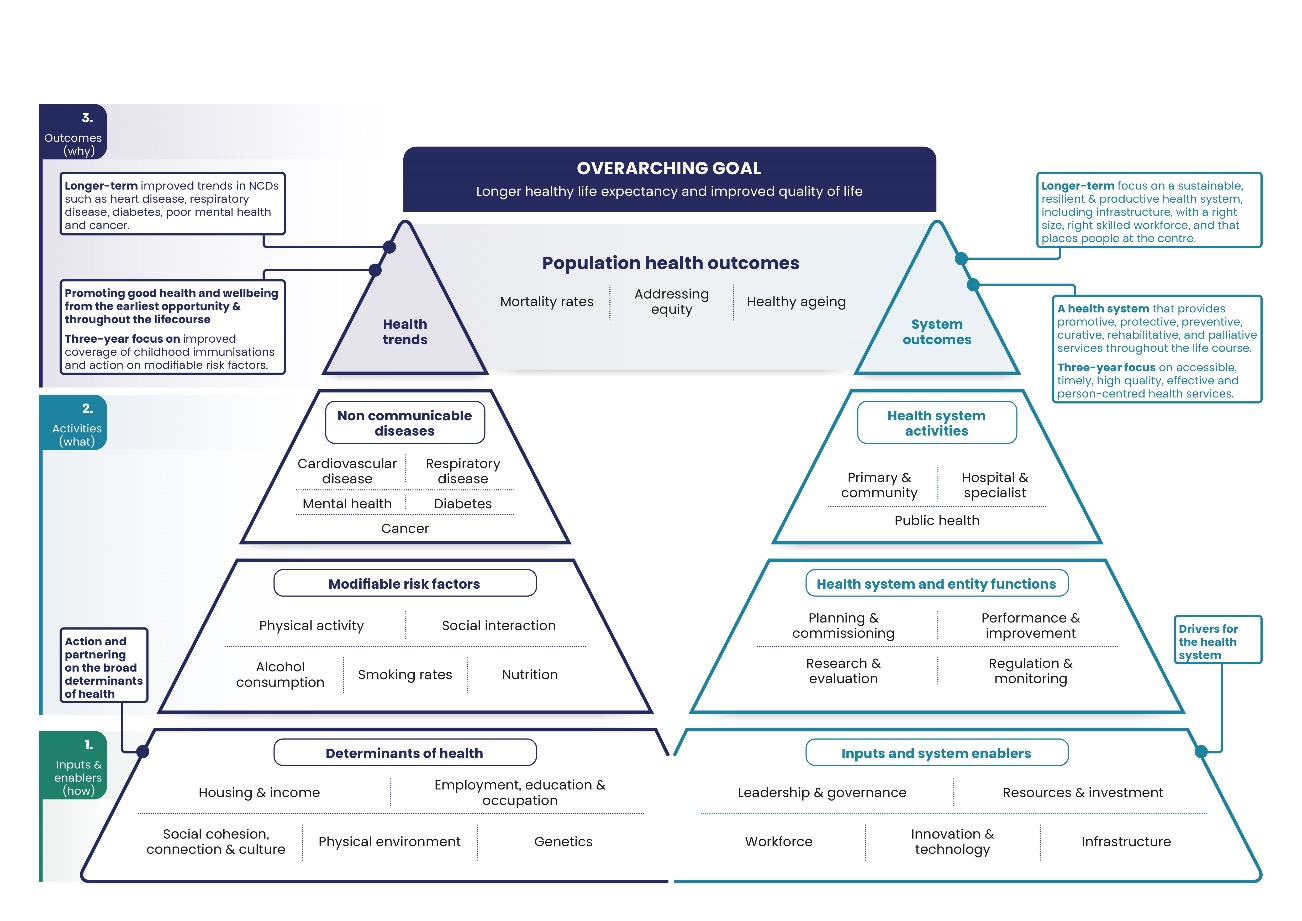 3.
Outcomes
(why)
OVERARCHING GOAL
Longer healthy life expectancy and improved quality of life
Longer-term improved trends in NCDs
such as heart disease, respiratory
disease, diabetes, poor mental health
and cancer.
Longer-term focus on a sustainable,
resilient & productive health system,
including infrastructure, with a right
size, right skilled workforce, and that
places people at the centre.
Promoting good health and wellbeing
from the earliest opportunity &
throughout the lifecourse
Three-year focus on improved
coverage of childhood immunisations
and action on modifiable risk factors.
Health
trends
Population health outcomes
Mortality rates
Addressing
equity
Healthy ageing
System
outcomes
A health system that provides
promotive, protective, preventive,
curative, rehabilitative, and palliative
services throughout the life course.
Three-year focus on accessible,
timely, high quality, effective and
person-centred health services.
2.
Activities
(what)
Non communicable
diseases
Cardiovascular
disease
Respiratory
disease
Mental health
Diabetes
Cancer
Health system
activities
Primary &
community
Hospital &
specialist
Public health
Modifiable risk factors
Physical activity
Social interaction
Alcohol
consumption
Smoking rates
Nutrition
Health system and entity functions
Planning &
commissioning
Performance &
improvement
Research &
evaluation
Regulation &
monitoring
Action and
partnering
on the broad
determinants
of health
Drivers for
the health
system
1.
Inputs &
enablers
(how)
Determinants of health
Housing & income
Employment, education &
occupation
Social cohesion,
connection & culture
Physical environment
Genetics
Inputs and system enablers
Leadership & governance
Resources & investment
Workforce
Innovation &
technology
Infrastructure